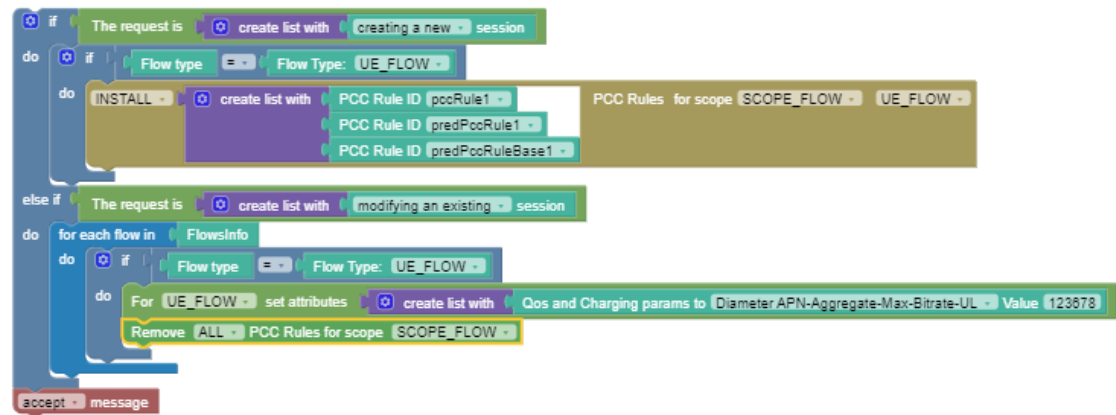 if The request is create list with creating a new session
do if Flow type = Flow Type: UE_FLOW
do INSTALL create list with PCC Rule ID pccRule1 PCC Rules for scope SCOPE_FLOW UE_FLOW
PCC Rule ID predPccRule1
PCC Rule ID predPccRuleBase1
else if The request is create list with modifying an existing session
do for each flow in FlowsInfo
do if Flow type = Flow Type: UE_FLOW
do For UE_FLOW set attributes create list with Qos and Charging params to Diameter APN-Aggregate-Max-Bitrate-UL Value 123678
Remove ALL PCC Rules for scope SCOPE_FLOW
accept message